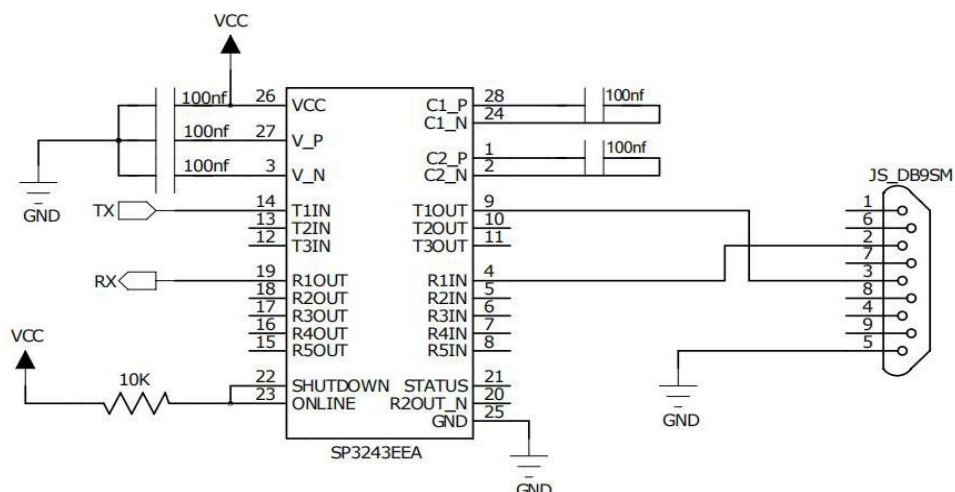 VCC
100nf 26 VCC
100nf 27 V_P
100nf 3 V_N
GND
TX 14 T1IN
13 T2IN
12 T3IN
RX 19 R1OUT
18 R2OUT
17 R3OUT
16 R4OUT
15 R5OUT
VCC
10K
22 SHUTDOWN
23 ONLINE
C1_P 28 100nf
C1_N 24
C2_P 1 100nf
C2_N 2
T1OUT 9
T2OUT 10
T3OUT 11
R1IN 4
R2IN 5
R3IN 6
R4IN 7
R5IN 8
STATUS 21
R2OUT_N 20
GND 25
SP3243EEA
GND
JS_DB9SM
1
6
2
7
3
8
4
9
5
GND